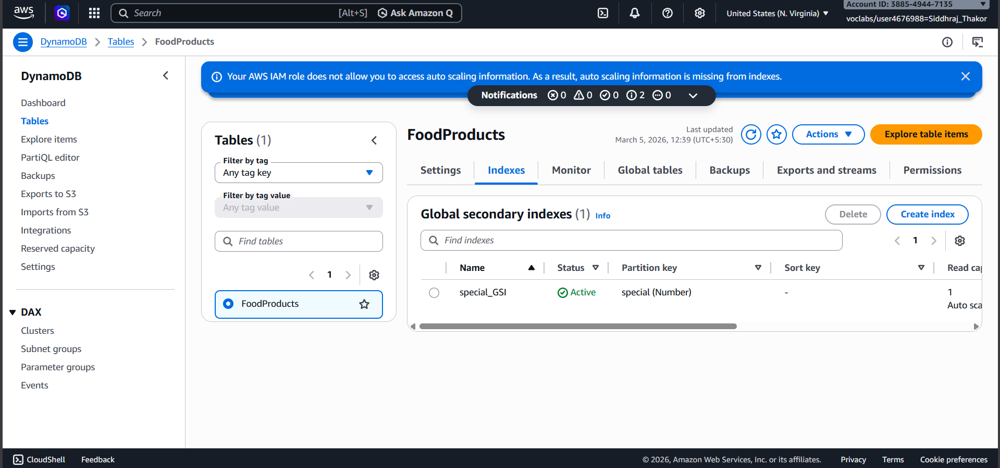 aws
Search [Alt+S] Ask Amazon Q
United States (N. Virginia)
Account ID: 3885-4944-7135
voclabs/user4676988=Siddhraj_Thakor
DynamoDB Tables FoodProducts
DynamoDB
Dashboard
Tables
Explore items
PartiQL editor
Backups
Exports to S3
Imports from S3
Integrations
Reserved capacity
Settings
DAX
Clusters
Subnet groups
Parameter groups
Events
Your AWS IAM role does not allow you to access auto scaling information. As a result, auto scaling information is missing from indexes.
Notifications 0 0 0 2 0
Tables (1)
Filter by tag
Any tag key
Filter by tag value
Any tag value
Find tables
1
FoodProducts
FoodProducts
Last updated
March 5, 2026, 12:39 (UTC+5:30)
Actions
Explore table items
Settings Indexes Monitor Global tables Backups Exports and streams Permissions
Global secondary indexes (1) Info
Delete Create index
Find indexes
1
Name Status Partition key Sort key Read cap
special_GSI Active special (Number) - 1
Auto sca
CloudShell Feedback
© 2026, Amazon Web Services, Inc. or its affiliates. Privacy Terms Cookie preferences